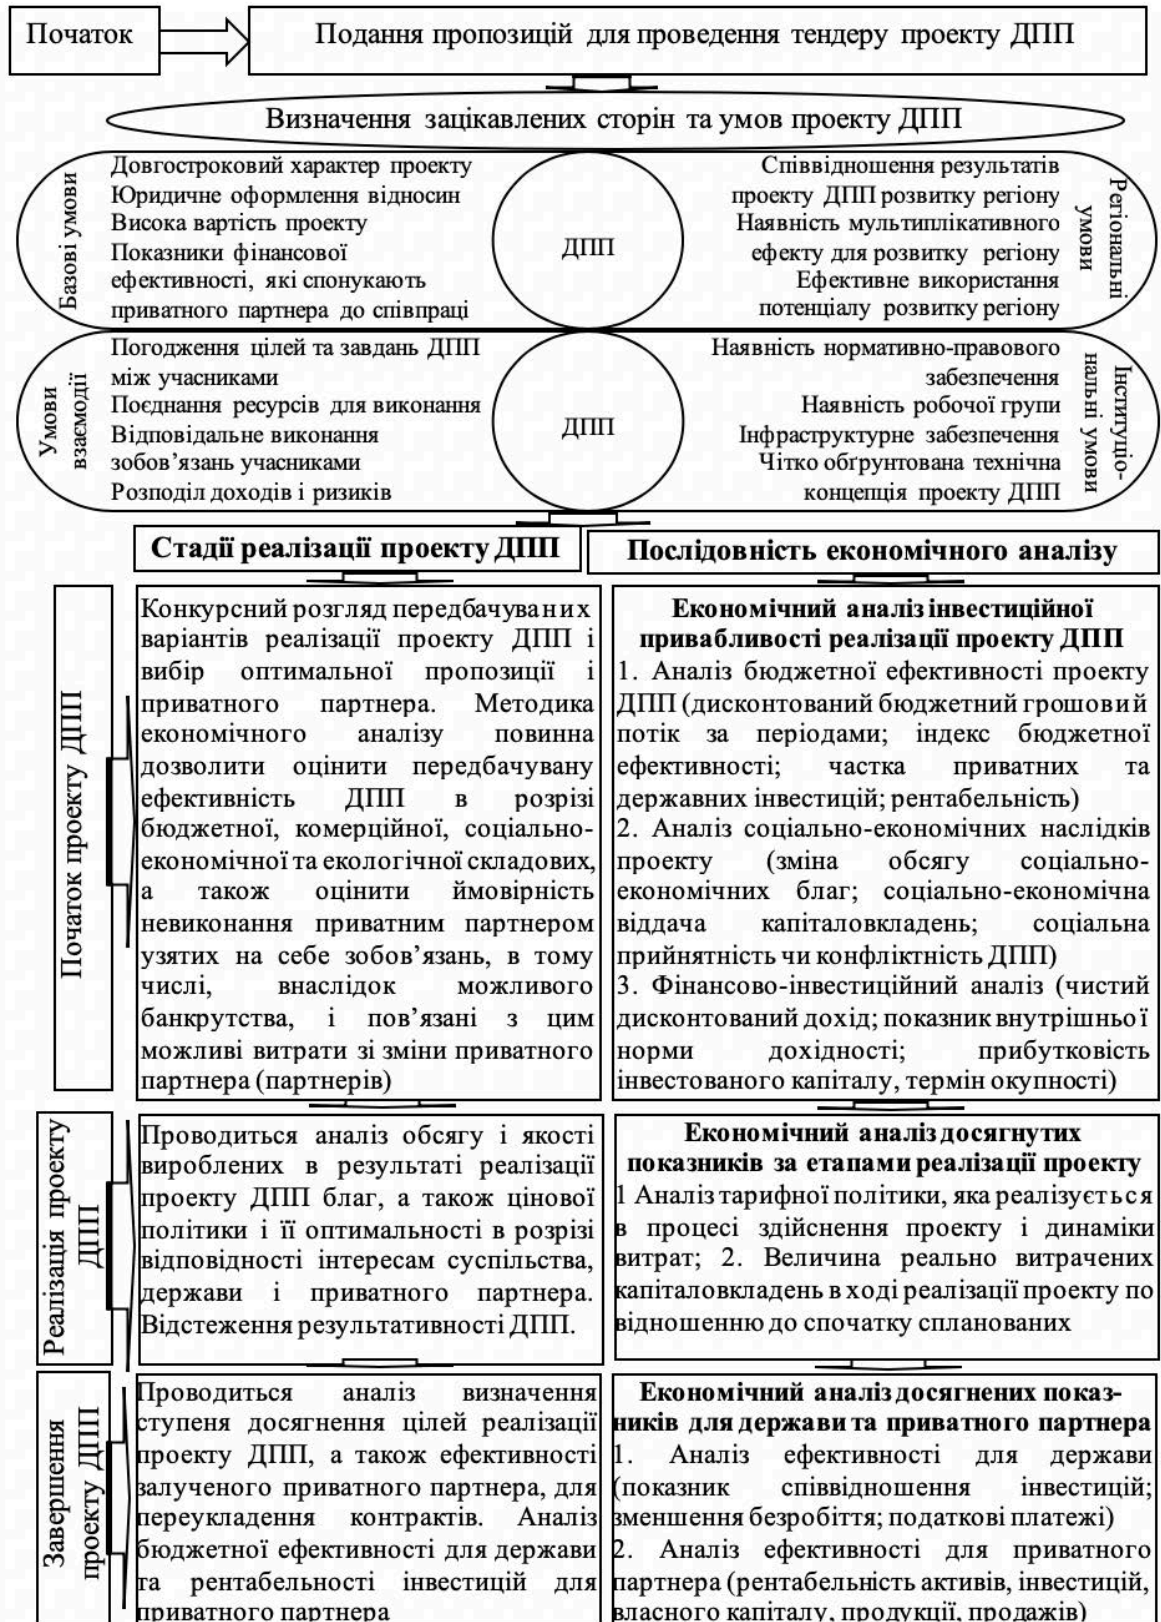 Початок
Подання пропозицій для проведення тендеру проекту ДПП
Визначення зацікавлених сторін та умов проекту ДПП
Базові умови
Довгостроковий характер проекту
Юридичне оформлення відносин
Висока вартість проекту
Показники фінансової
ефективності, які спонукають
приватного партнера до співпраці
ДПП
Співвідношення результатів
проекту ДПП розвитку регіону
Наявність мультиплікативного
ефекту для розвитку регіону
Ефективне використання
потенціалу розвитку регіону
Регіональні
умови
Умови
взаємодії
Погодження цілей та завдань ДПП
між учасниками
Поєднання ресурсів для виконання
Відповідальне виконання
зобов’язань учасниками
Розподіл доходів і ризиків
ДПП
Наявність нормативно-правового
забезпечення
Наявність робочої групи
Інфраструктурне забезпечення
Чітко обґрунтована технічна
концепція проекту ДПП
Інституціо-
нальні умови
Стадії реалізації проекту ДПП
Послідовність економічного аналізу
Початок проекту ДПП
Конкурсний розгляд передбачуваних
варіантів реалізації проекту ДПП і
вибір оптимальної пропозиції і
приватного партнера. Методика
економічного аналізу повинна
дозволити оцінити передбачувану
ефективність ДПП в розрізі
бюджетної, комерційної, соціально-
економічної та екологічної складових,
а також оцінити ймовірність
невиконання приватним партнером
узятих на себе зобов’язань, в тому
числі, внаслідок можливого
банкрутства, і пов’язані з цим
можливі витрати зі зміни приватного
партнера (партнерів)
Економічний аналіз інвестиційної
привабливості реалізації проекту ДПП
1. Аналіз бюджетної ефективності проекту
ДПП (дисконтований бюджетний грошовий
потік за періодами; індекс бюджетної
ефективності; частка приватних та
державних інвестицій; рентабельність)
2. Аналіз соціально-економічних наслідків
проекту (зміна обсягу соціально-
економічних благ; соціально-економічна
віддача капіталовкладень; соціальна
прийнятність чи конфліктність ДПП)
3. Фінансово-інвестиційний аналіз (чистий
дисконтований дохід; показник внутрішньої
норми дохідності; прибутковість
інвестованого капіталу, термін окупності)
Реалізація проекту
ДПП
Проводиться аналіз обсягу і якості
вироблених в результаті реалізації
проекту ДПП благ, а також цінової
політики і її оптимальності в розрізі
відповідності інтересам суспільства,
держави і приватного партнера.
Відстеження результативності ДПП.
Економічний аналіз досягнутих
показників за етапами реалізації проекту
1 Аналіз тарифної політики, яка реалізується
в процесі здійснення проекту і динаміки
витрат; 2. Величина реально витрачених
капіталовкладень в ході реалізації проекту по
відношенню до спочатку спланованих
Завершення
проекту ДПП
Проводиться аналіз визначення
ступеня досягнення цілей реалізації
проекту ДПП, а також ефективності
залученого приватного партнера, для
переукладення контрактів. Аналіз
бюджетної ефективності для держави
та рентабельності інвестицій для
приватного партнера
Економічний аналіз досягнених показ-
ників для держави та приватного партнера
1. Аналіз ефективності для держави
(показник співвідношення інвестицій;
зменшення безробіття; податкові платежі)
2. Аналіз ефективності для приватного
партнера (рентабельність активів, інвестицій,
власного капіталу, продукції, продажів)